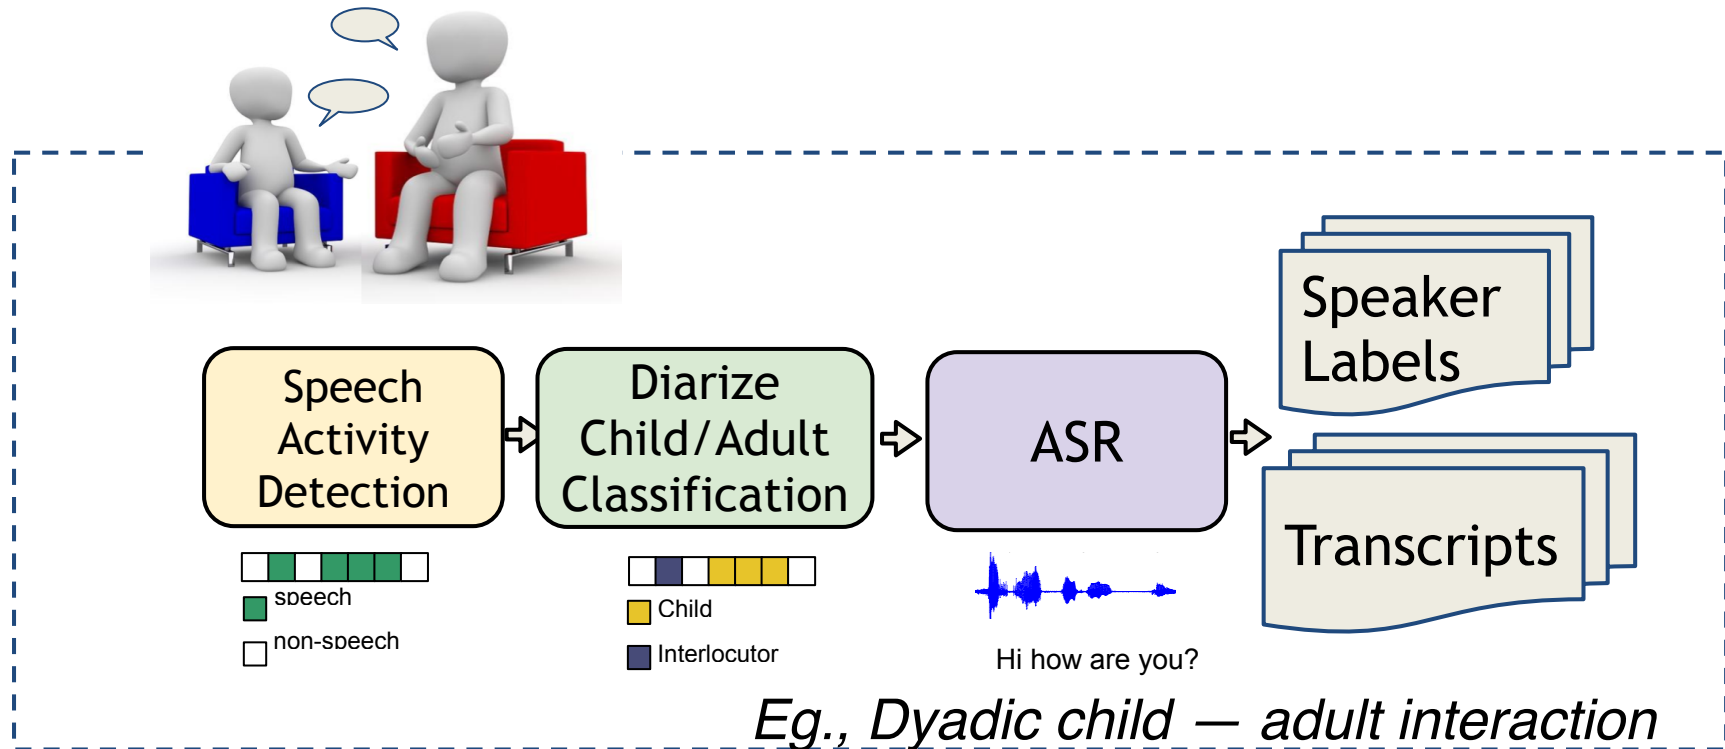 Speech
Activity
Detection
Diarize
Child/Adult
Classification
ASR
Speaker
Labels
Transcripts
speech
non-speech
Child
Interlocutor
Hi how are you?
Eg., Dyadic child — adult interaction